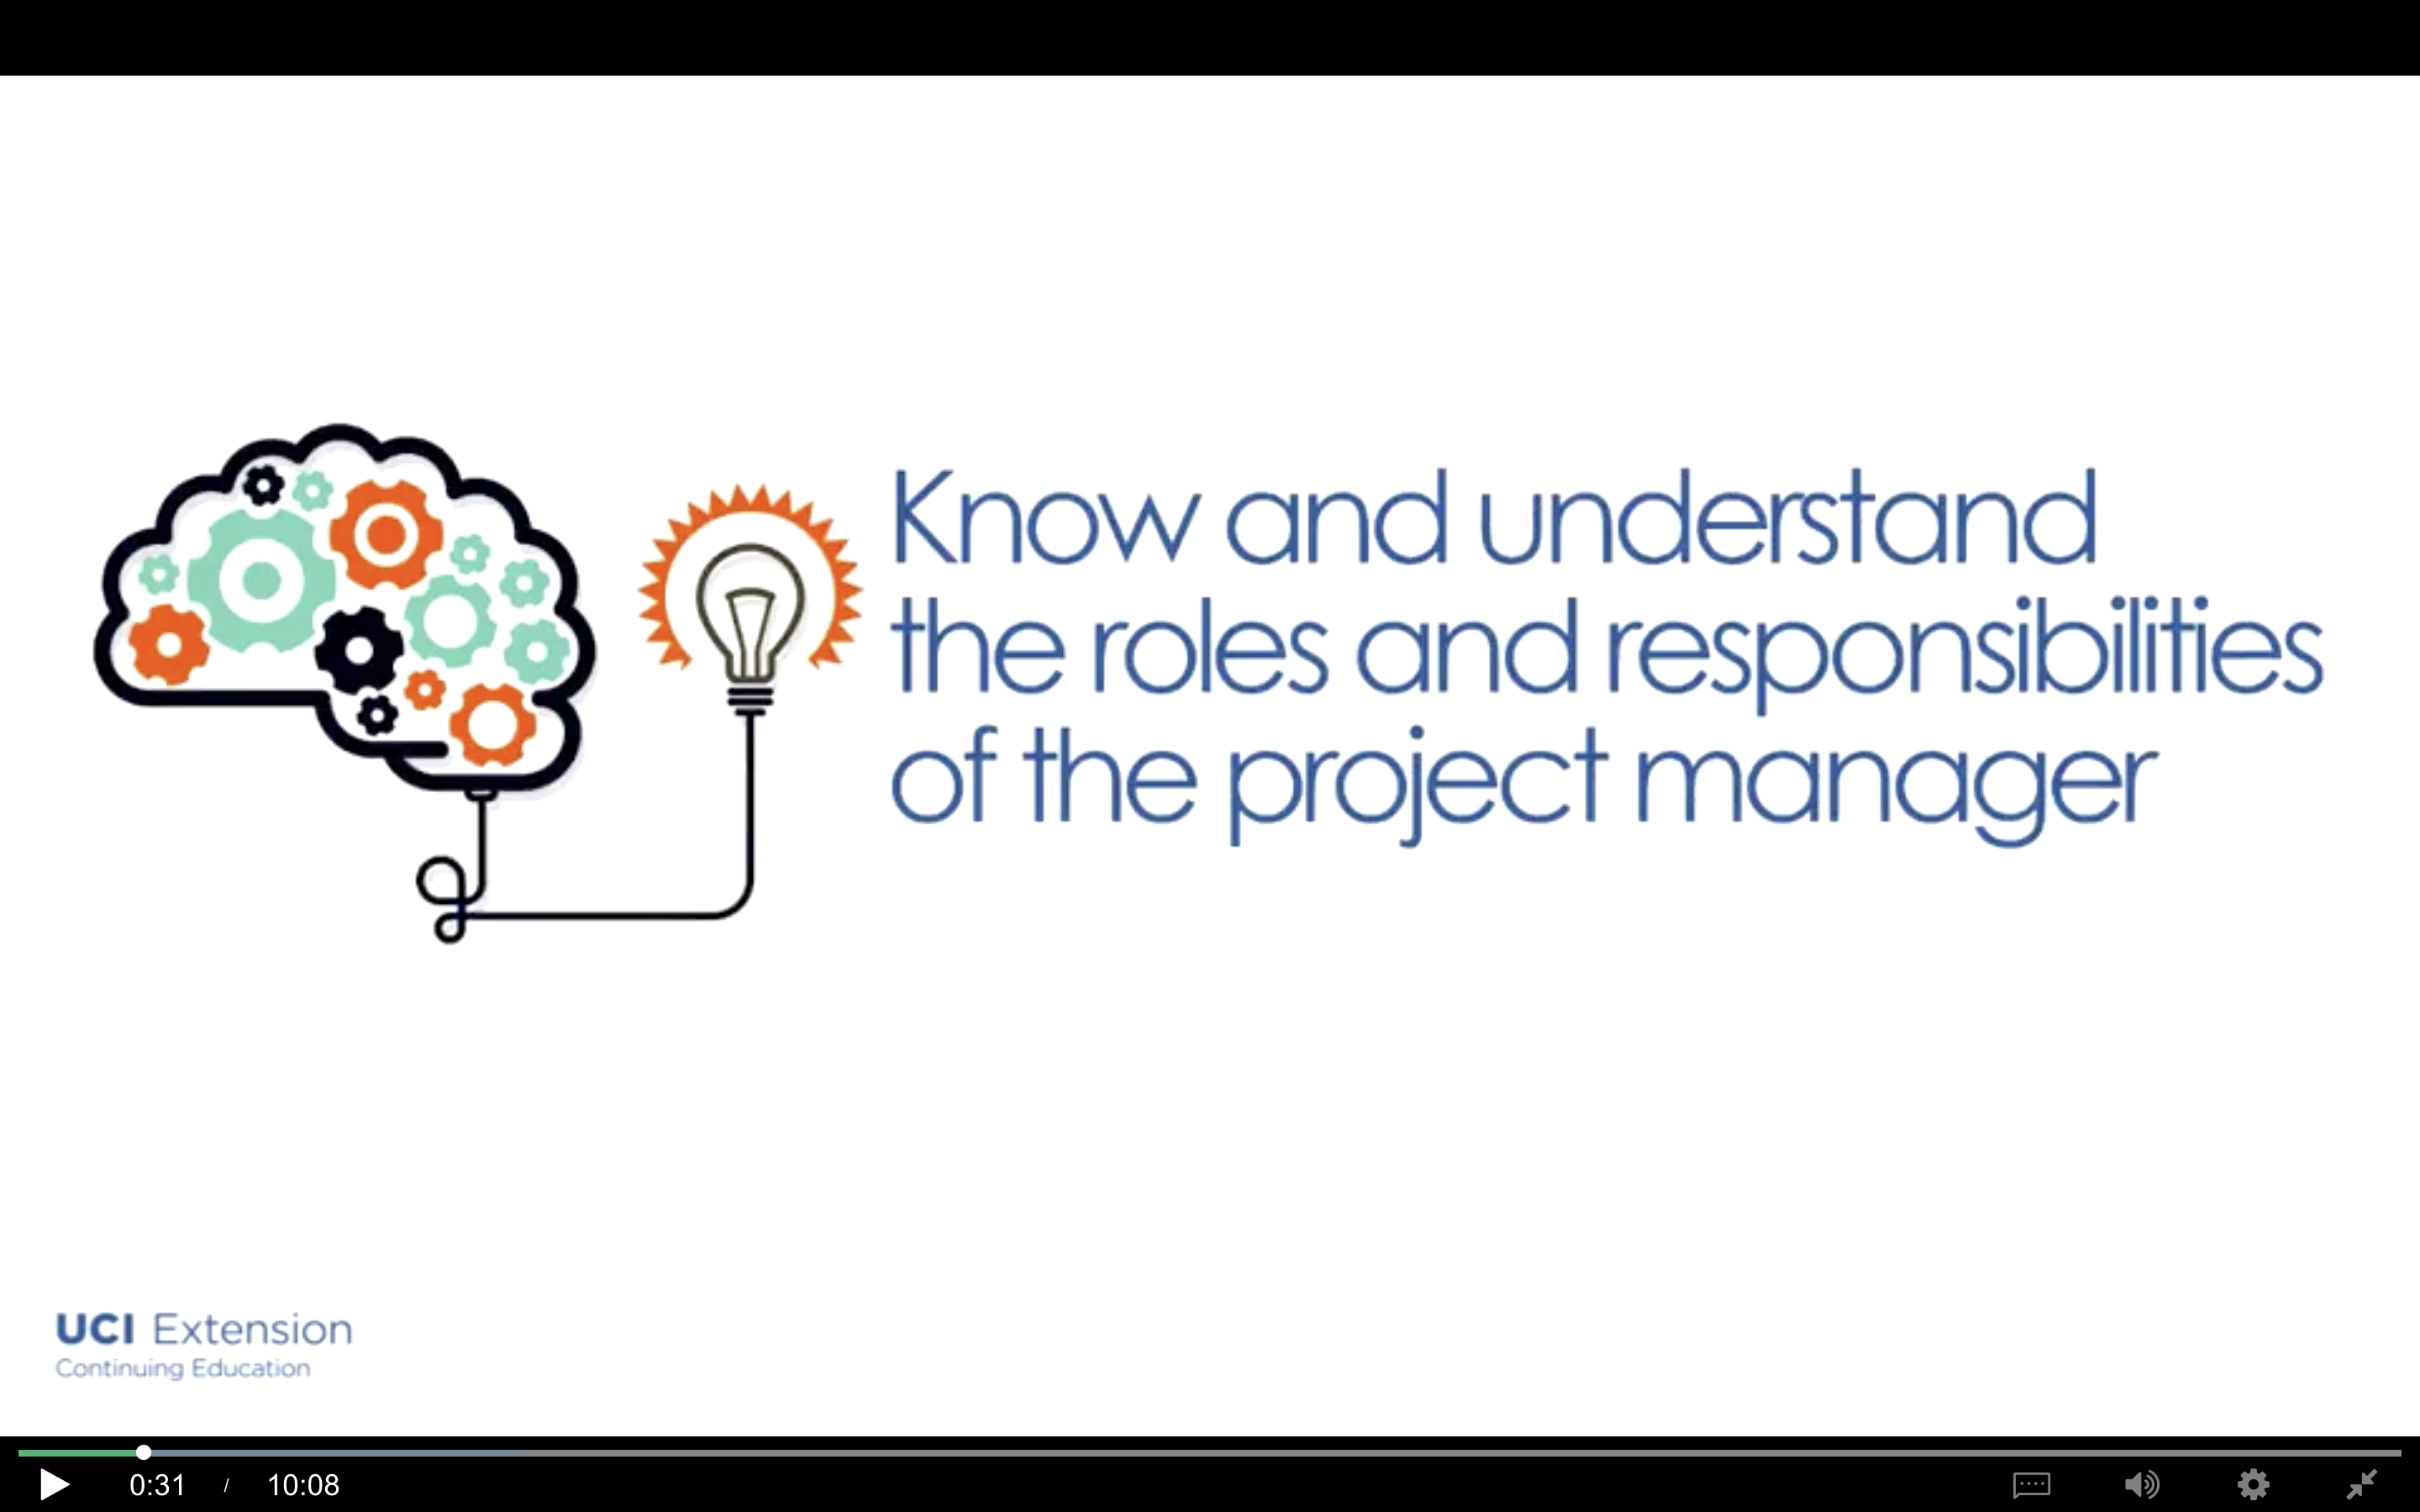 Know and understand
the roles and responsibilities
of the project manager
UCI Extension
Continuing Education
0:31 / 10:08